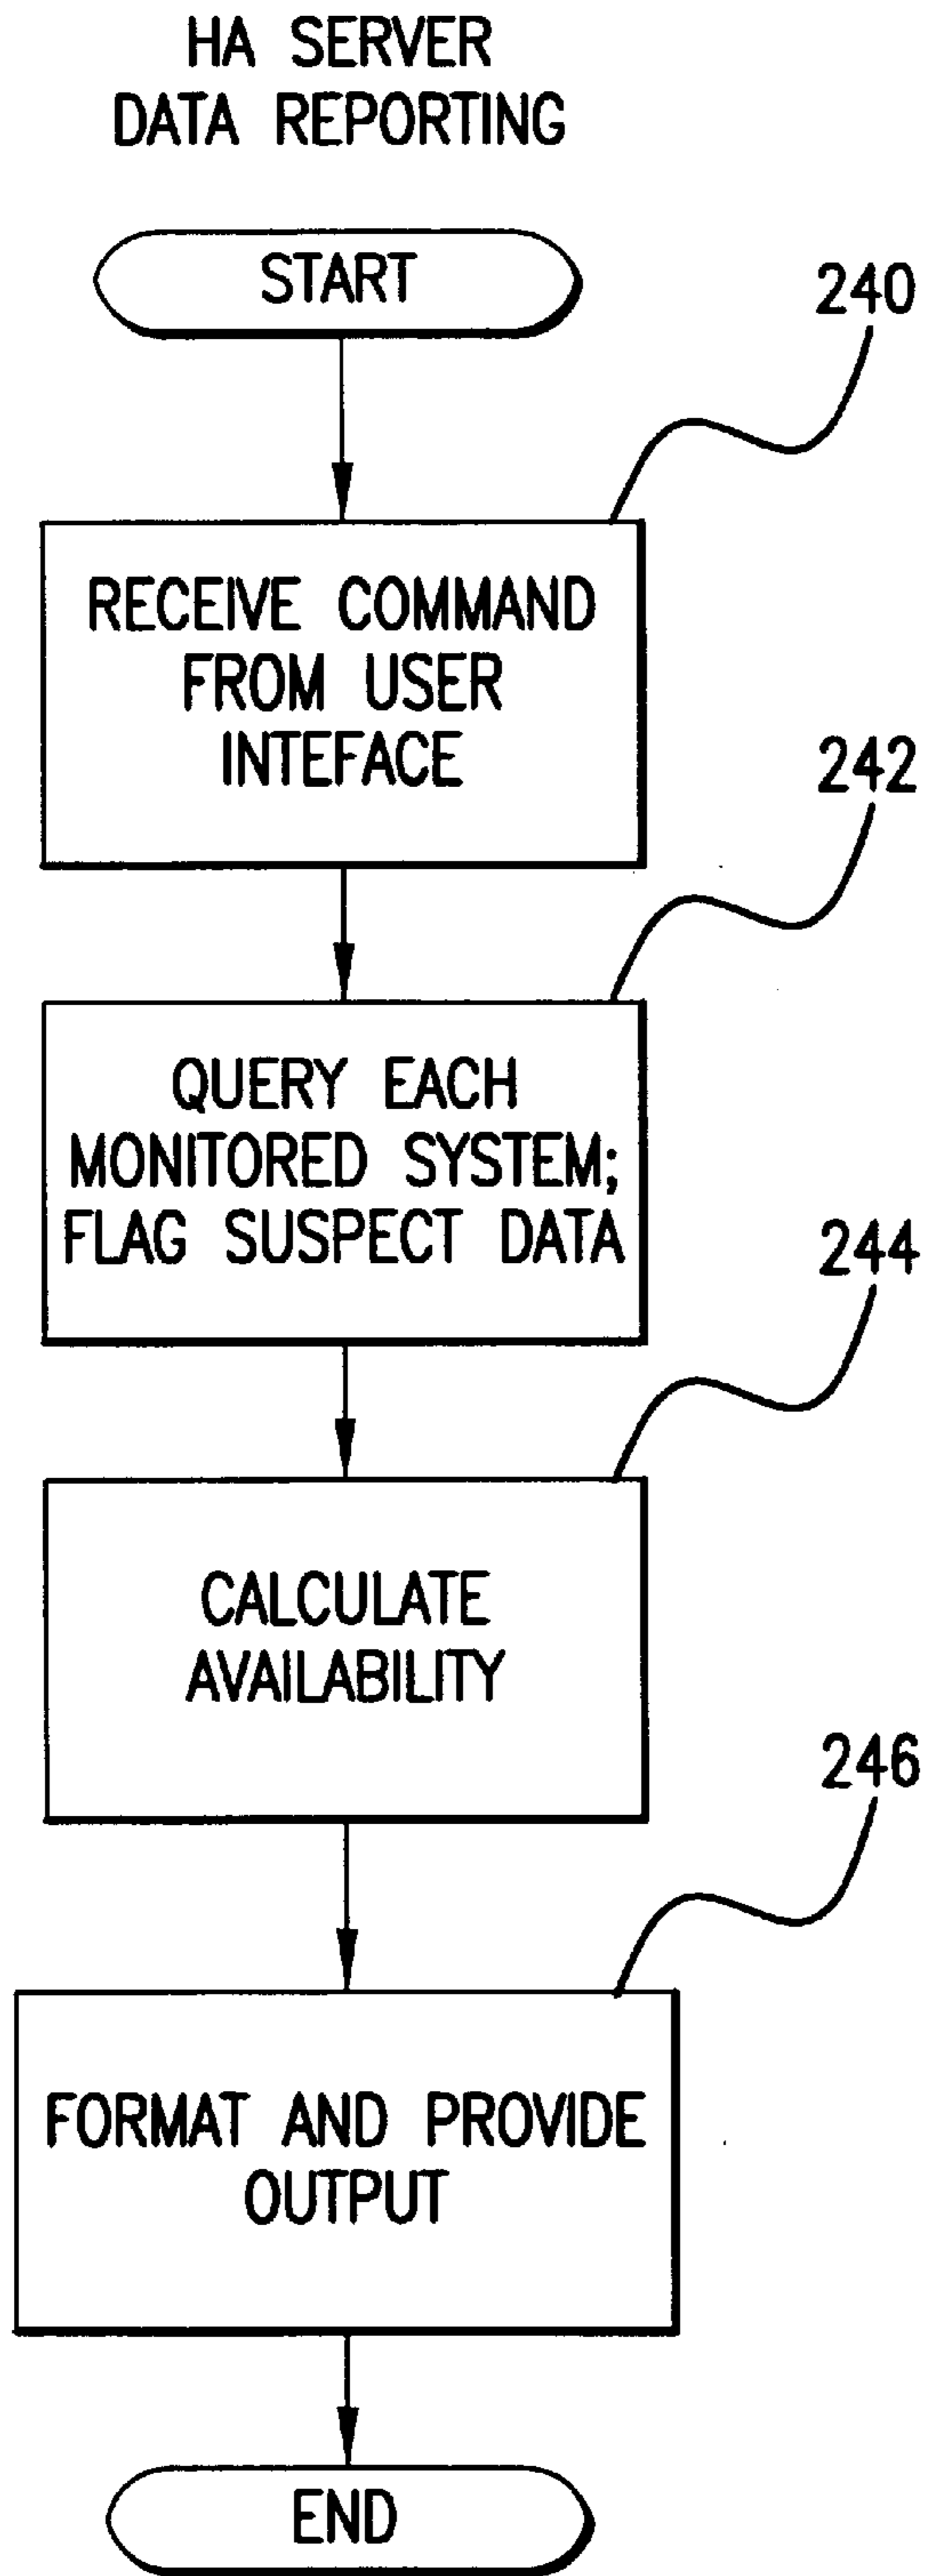 HA SERVER
DATA REPORTING
START
240
RECEIVE COMMAND
FROM USER
INTEFACE
242
QUERY EACH
MONITORED SYSTEM;
FLAG SUSPECT DATA
244
CALCULATE
AVAILABILITY
246
FORMAT AND PROVIDE
OUTPUT
END